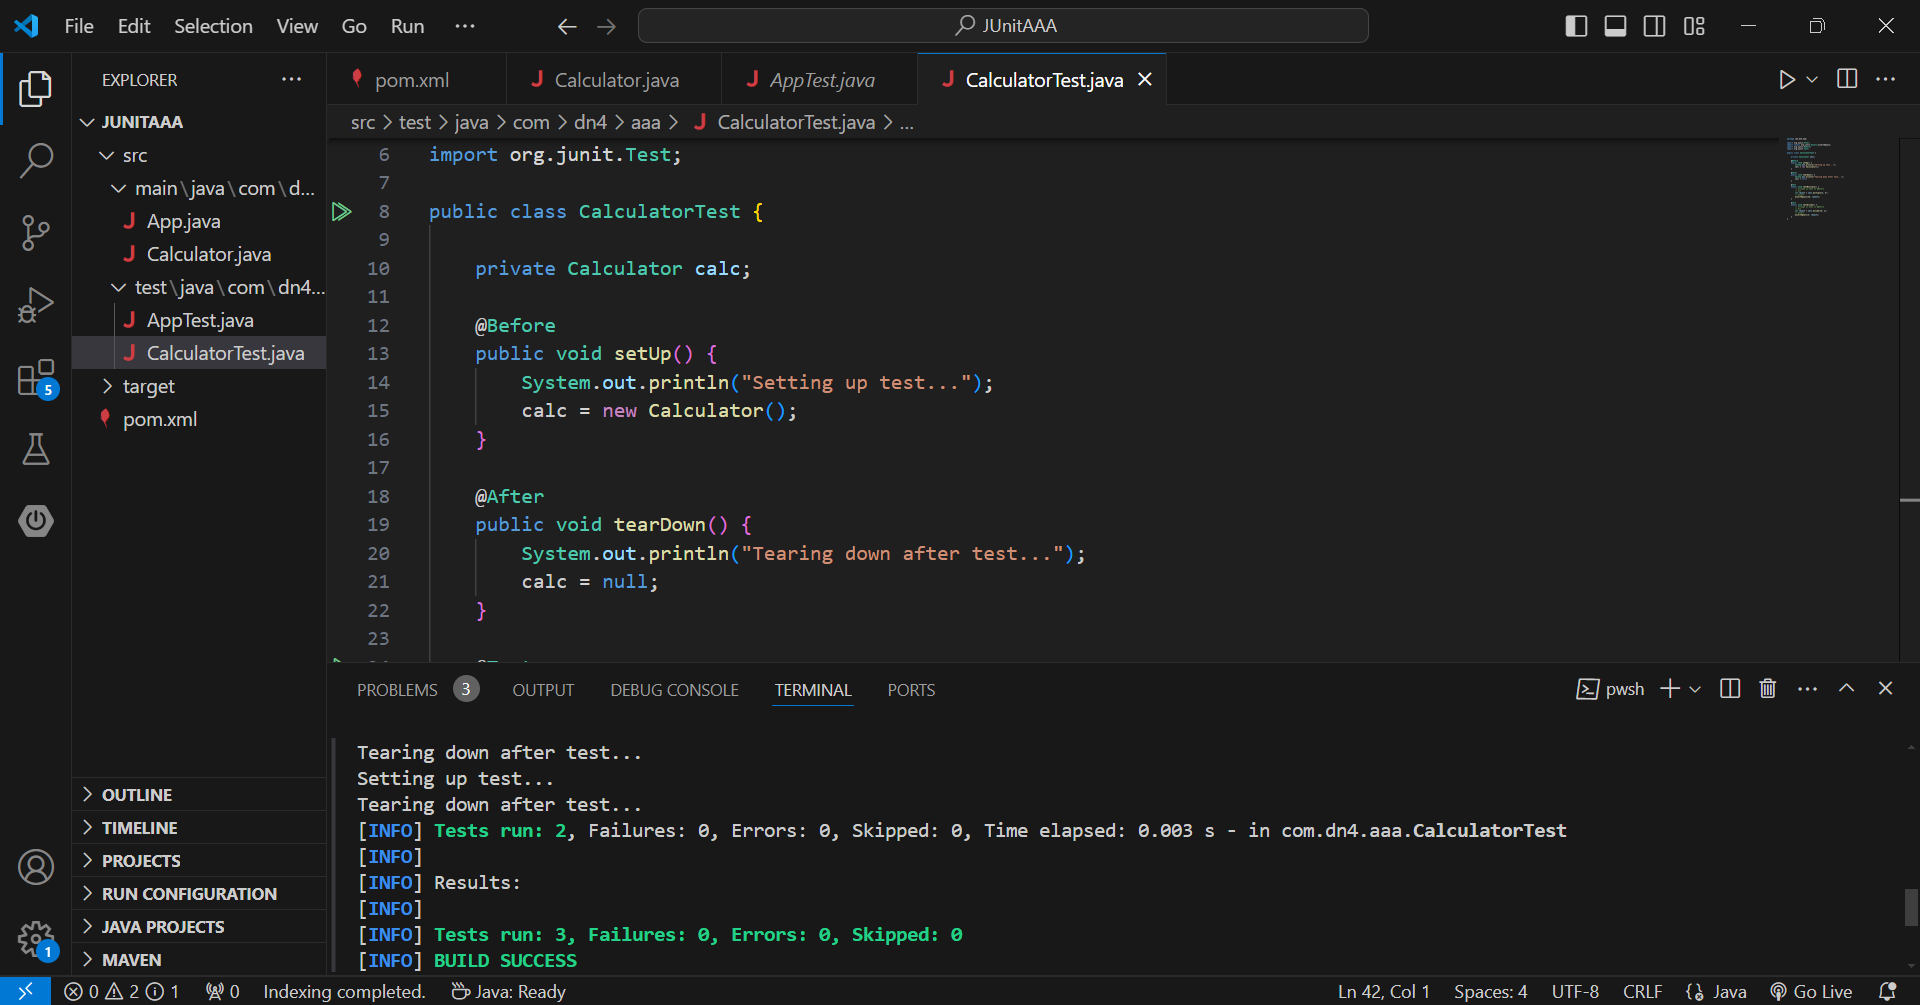 File Edit Selection View Go Run ...
JUnitAAA
EXPLORER
JUNITAAA
src
main\java\com\d...
App.java
Calculator.java
test\java\com\dn4...
AppTest.java
CalculatorTest.java
target
pom.xml
OUTLINE
TIMELINE
PROJECTS
RUN CONFIGURATION
JAVA PROJECTS
MAVEN
5
1
pom.xml Calculator.java AppTest.java CalculatorTest.java
src > test > java > com > dn4 > aaa > CalculatorTest.java > ...
6 import org.junit.Test;
7
8 public class CalculatorTest {
9
10 private Calculator calc;
11
12 @Before
13 public void setUp() {
14 System.out.println("Setting up test...");
15 calc = new Calculator();
16 }
17
18 @After
19 public void tearDown() {
20 System.out.println("Tearing down after test...");
21 calc = null;
22 }
23
PROBLEMS 3 OUTPUT DEBUG CONSOLE TERMINAL PORTS
pwsh
Tearing down after test...
Setting up test...
Tearing down after test...
[INFO] Tests run: 2, Failures: 0, Errors: 0, Skipped: 0, Time elapsed: 0.003 s - in com.dn4.aaa.CalculatorTest
[INFO]
[INFO] Results:
[INFO]
[INFO] Tests run: 3, Failures: 0, Errors: 0, Skipped: 0
[INFO] BUILD SUCCESS
0 2 1 0 Indexing completed. Java: Ready
Ln 42, Col 1 Spaces: 4 UTF-8 CRLF Java Go Live